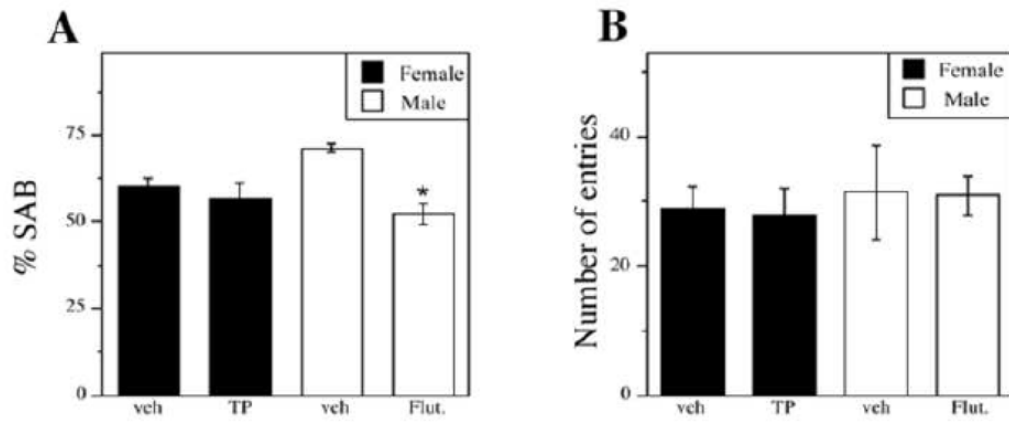 A
Female
Male
% SAB
75
50
25
0
veh TP veh Flut.
B
Female
Male
Number of entries
40
20
0
veh TP veh Flut.
*